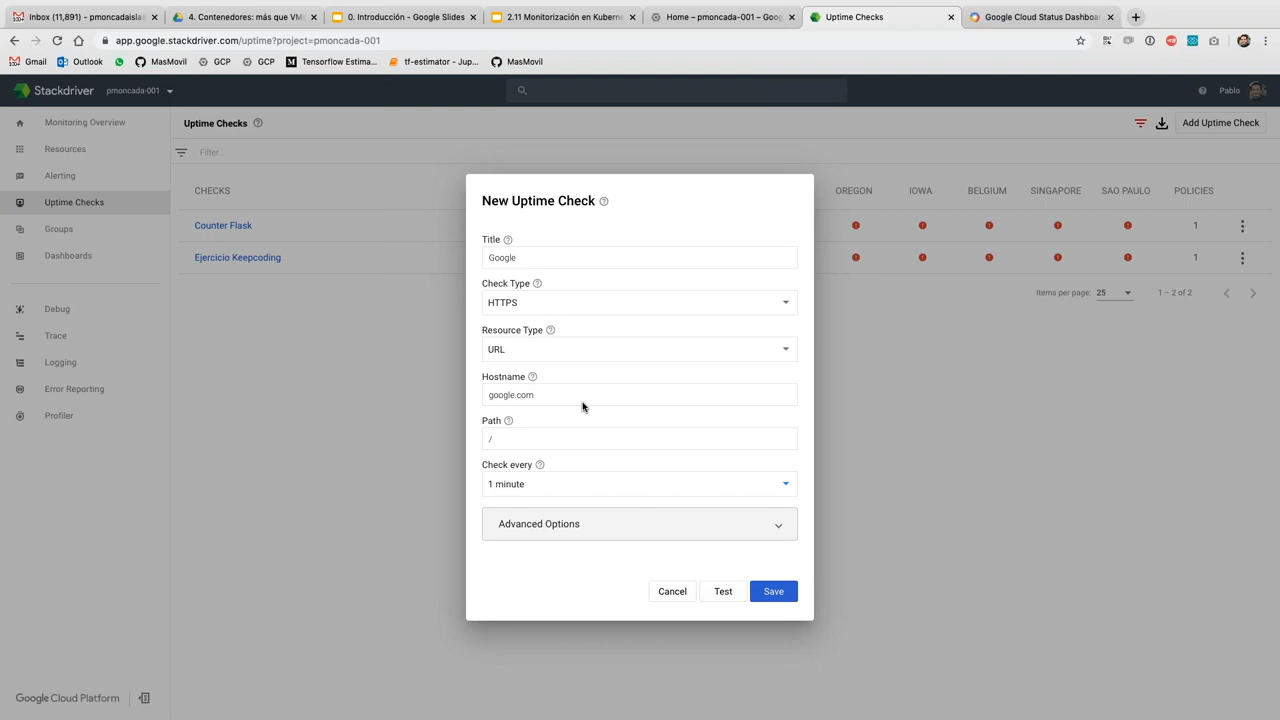 Inbox (11,891) - pmoncadaislas
4. Contenedores: más que VMs
0. Introducción - Google Slides
2.11 Monitorización en Kuberne
Home – pmoncada-001 – Goog
Uptime Checks
Google Cloud Status Dashboard
app.google.stackdriver.com/uptime?project=pmoncada-001
Gmail
Outlook
MasMovil
GCP
GCP
Tensorflow Estima...
tf-estimator - Jup...
MasMovil
Stackdriver
pmoncada-001
Pablo
Monitoring Overview
Resources
Alerting
Uptime Checks
Groups
Dashboards
Debug
Trace
Logging
Error Reporting
Profiler
Google Cloud Platform
Uptime Checks
Add Uptime Check
Filter...
CHECKS
OREGON
IOWA
BELGIUM
SINGAPORE
SAO PAULO
POLICIES
Counter Flask
1
Ejercicio Keepcoding
1
Items per page: 25
1 – 2 of 2
New Uptime Check
Title
Google
Check Type
HTTPS
Resource Type
URL
Hostname
google.com
Path
/
Check every
1 minute
Advanced Options
Cancel
Test
Save